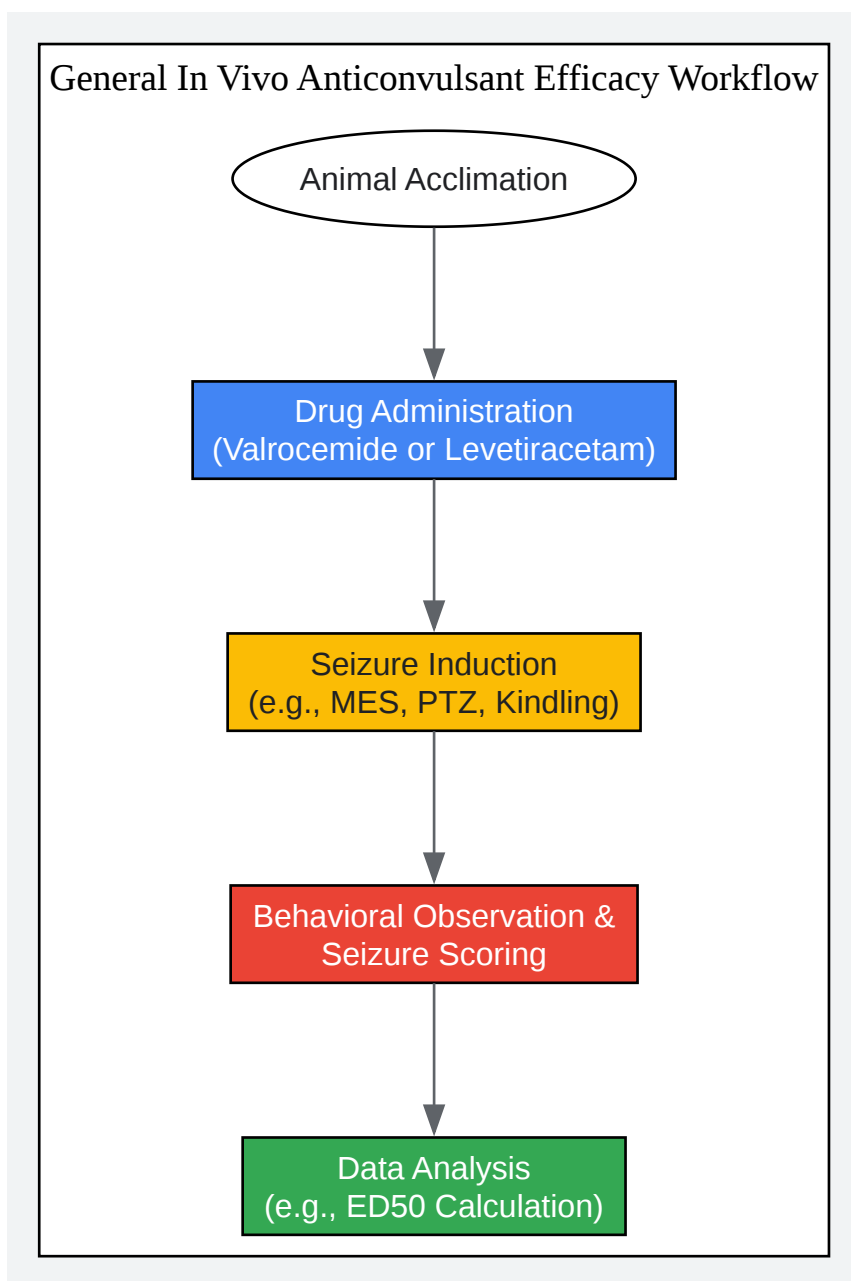 General In Vivo Anticonvulsant Efficacy Workflow
Animal Acclimation
Drug Administration
(Valrocemide or Levetiracetam)
Seizure Induction
(e.g., MES, PTZ, Kindling)
Behavioral Observation &
Seizure Scoring
Data Analysis
(e.g., ED50 Calculation)